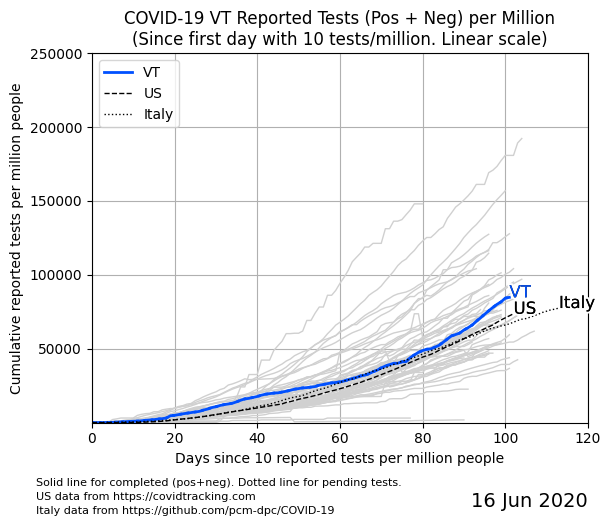 COVID-19 VT Reported Tests (Pos + Neg) per Million
(Since first day with 10 tests/million. Linear scale)
Cumulative reported tests per million people
250000
200000
150000
100000
50000
VT
US
Italy
VT
US
Italy
0
20
40
60
80
100
120
Days since 10 reported tests per million people
Solid line for completed (pos+neg). Dotted line for pending tests.
US data from https://covidtracking.com
Italy data from https://github.com/pcm-dpc/COVID-19
16 Jun 2020